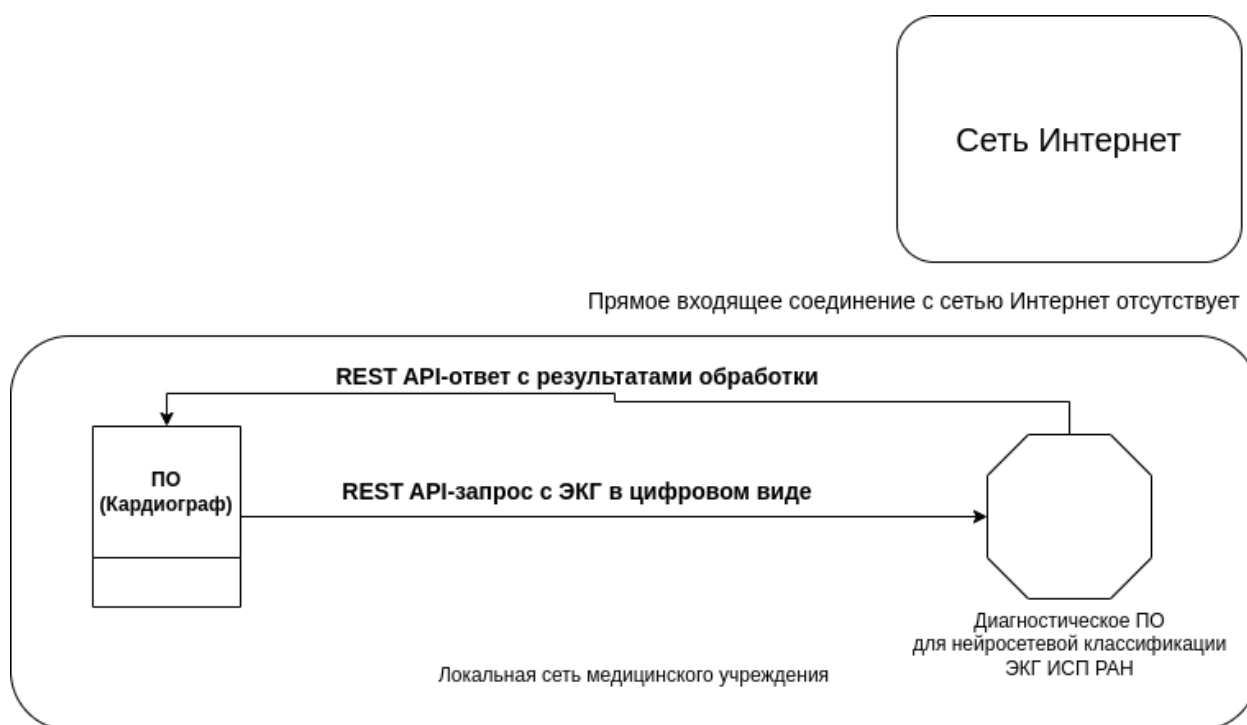 Сеть Интернет
Прямое входящее соединение с сетью Интернет отсутствует
REST API-ответ с результатами обработки
ПО
(Кардиограф)
REST API-запрос с ЭКГ в цифровом виде
Диагностическое ПО
для нейросетевой классификации
ЭКГ ИСП РАН
Локальная сеть медицинского учреждения